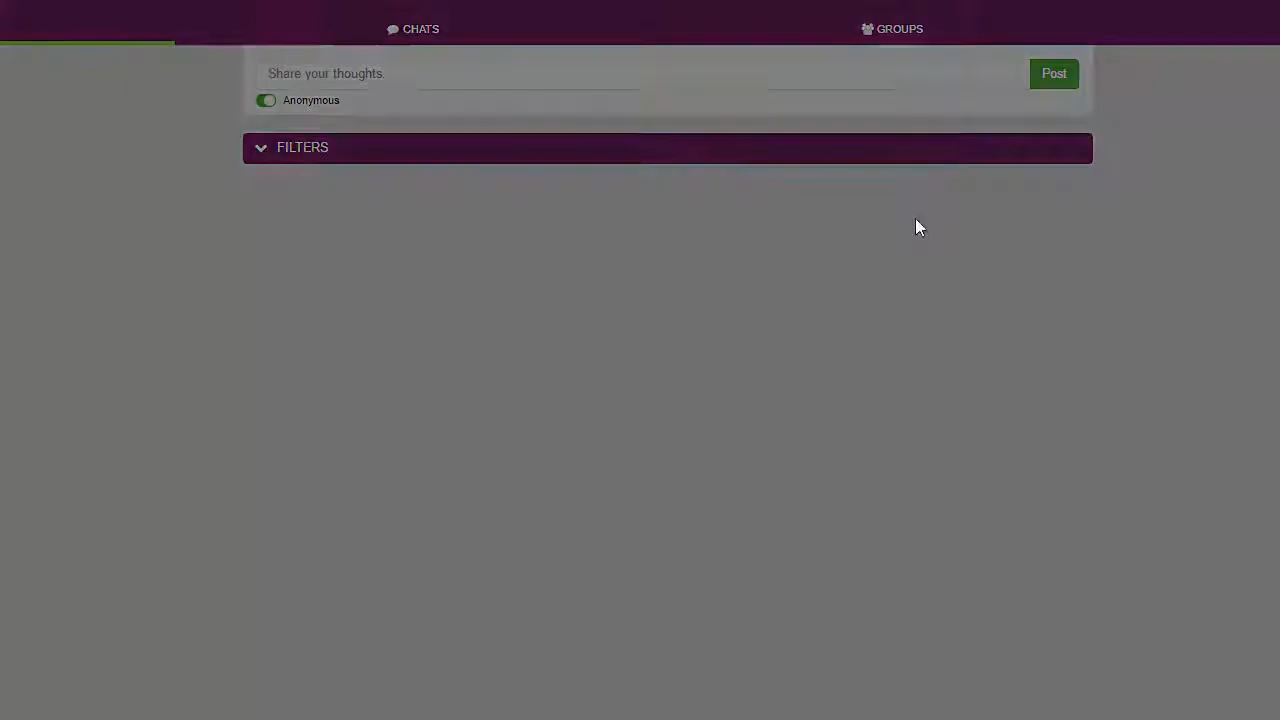 CHATS
GROUPS
Share your thoughts.
Post
Anonymous
FILTERS